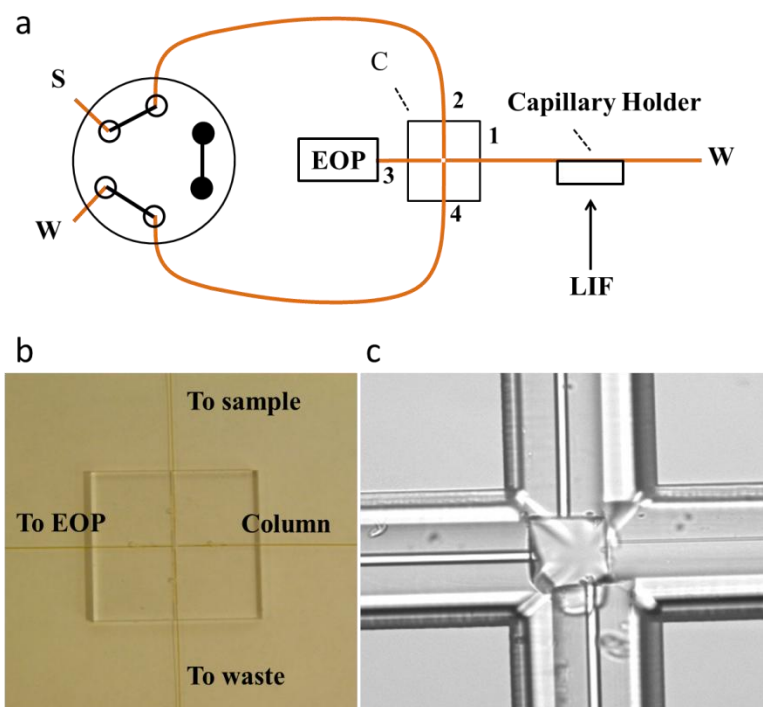 a
S
C
2
Capillary Holder
1
EOP
W
3
4
W
LIF
b
c
To sample
To EOP
Column
To waste